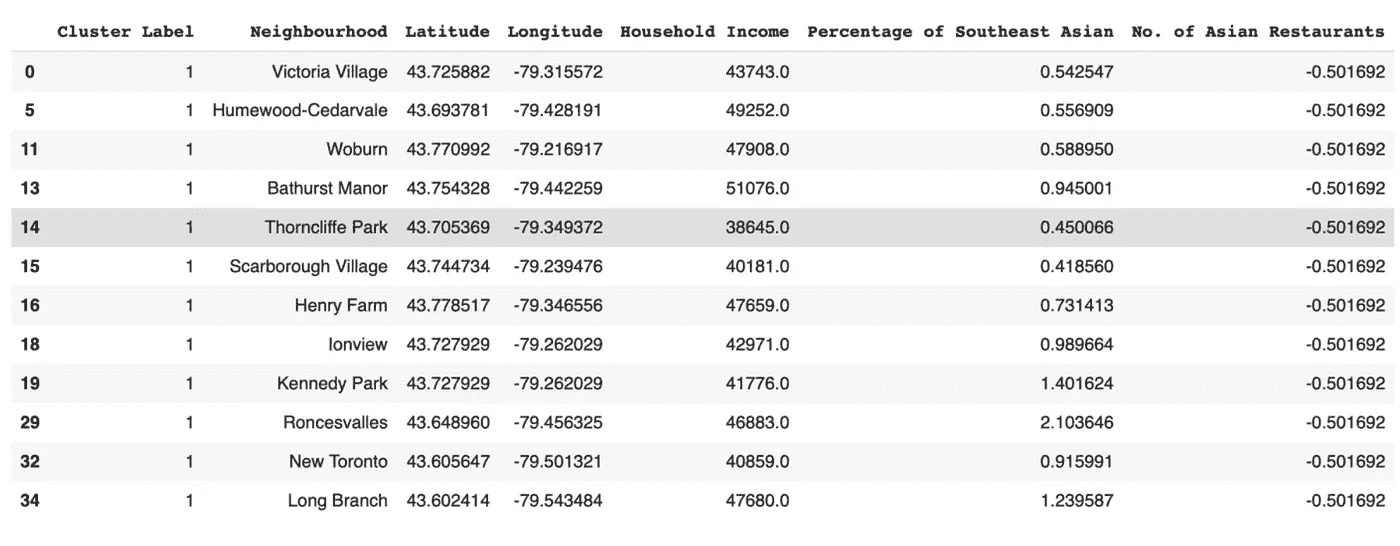 Cluster Label Neighbourhood Latitude Longitude Household Income Percentage of Southeast Asian No. of Asian Restaurants
0 1 Victoria Village 43.725882 -79.315572 43743.0 0.542547 -0.501692
5 1 Humewood-Cedarvale 43.693781 -79.428191 49252.0 0.556909 -0.501692
11 1 Woburn 43.770992 -79.216917 47908.0 0.588950 -0.501692
13 1 Bathurst Manor 43.754328 -79.442259 51076.0 0.945001 -0.501692
14 1 Thorncliffe Park 43.705369 -79.349372 38645.0 0.450066 -0.501692
15 1 Scarborough Village 43.744734 -79.239476 40181.0 0.418560 -0.501692
16 1 Henry Farm 43.778517 -79.346556 47659.0 0.731413 -0.501692
18 1 Ionview 43.727929 -79.262029 42971.0 0.989664 -0.501692
19 1 Kennedy Park 43.727929 -79.262029 41776.0 1.401624 -0.501692
29 1 Roncesvalles 43.648960 -79.456325 46883.0 2.103646 -0.501692
32 1 New Toronto 43.605647 -79.501321 40859.0 0.915991 -0.501692
34 1 Long Branch 43.602414 -79.543484 47680.0 1.239587 -0.501692